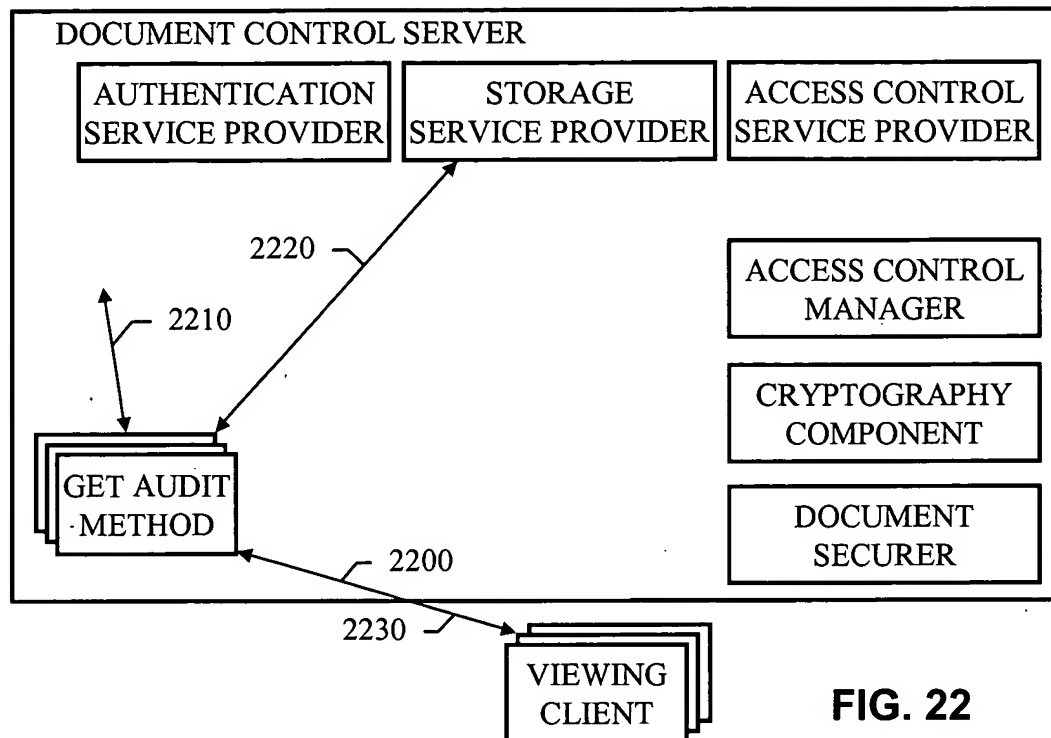 DOCUMENT CONTROL SERVER
AUTHENTICATION
SERVICE PROVIDER
STORAGE
SERVICE PROVIDER
ACCESS CONTROL
SERVICE PROVIDER
2220
2210
ACCESS CONTROL
MANAGER
CRYPTOGRAPHY
COMPONENT
GET AUDIT
METHOD
DOCUMENT
SECURER
2200
2230
VIEWING
CLIENT
FIG. 22